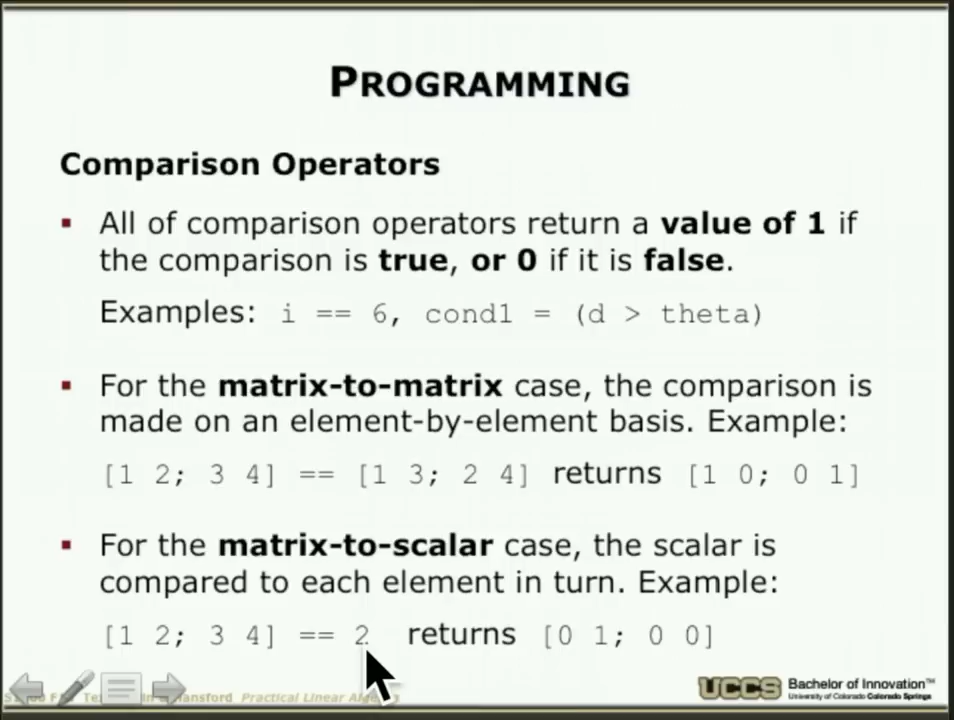 PROGRAMMING
Comparison Operators
▪ All of comparison operators return a value of 1 if
the comparison is true, or 0 if it is false.
Examples: i == 6, cond1 = (d > theta)
▪ For the matrix-to-matrix case, the comparison is
made on an element-by-element basis. Example:
[1 2; 3 4] == [1 3; 2 4] returns [1 0; 0 1]
▪ For the matrix-to-scalar case, the scalar is
compared to each element in turn. Example:
[1 2; 3 4] == 2 returns [0 1; 0 0]
Practical Linear
UCCS Bachelor of Innovation™
University of Colorado Colorado Springs